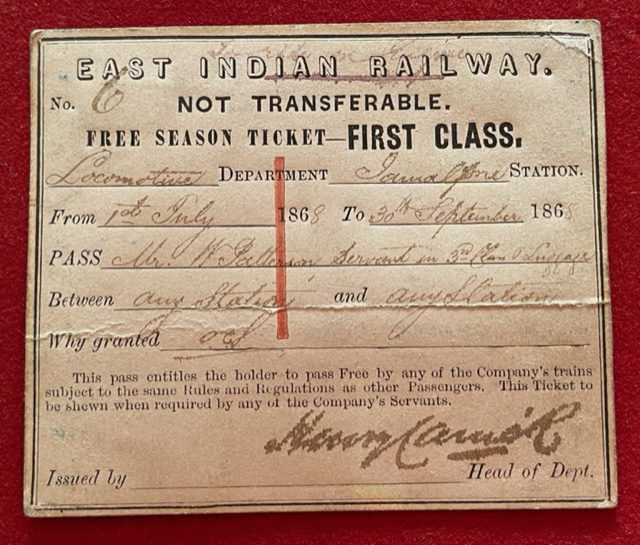 EAST INDIAN RAILWAY.
No. 6 NOT TRANSFERABLE.
FREE SEASON TICKET—FIRST CLASS.
Locomotive DEPARTMENT STATION.
From 1st July 1868 To 30th September 1868
PASS Mr. W Patterson Servant in 3rd Class & Luggage
Between any Station and any Station
Why granted
This pass entitles the holder to pass Free by any of the Company's trains
subject to the same Rules and Regulations as other Passengers. This Ticket to
be shewn when required by any of the Company's Servants.
Issued by Head of Dept.